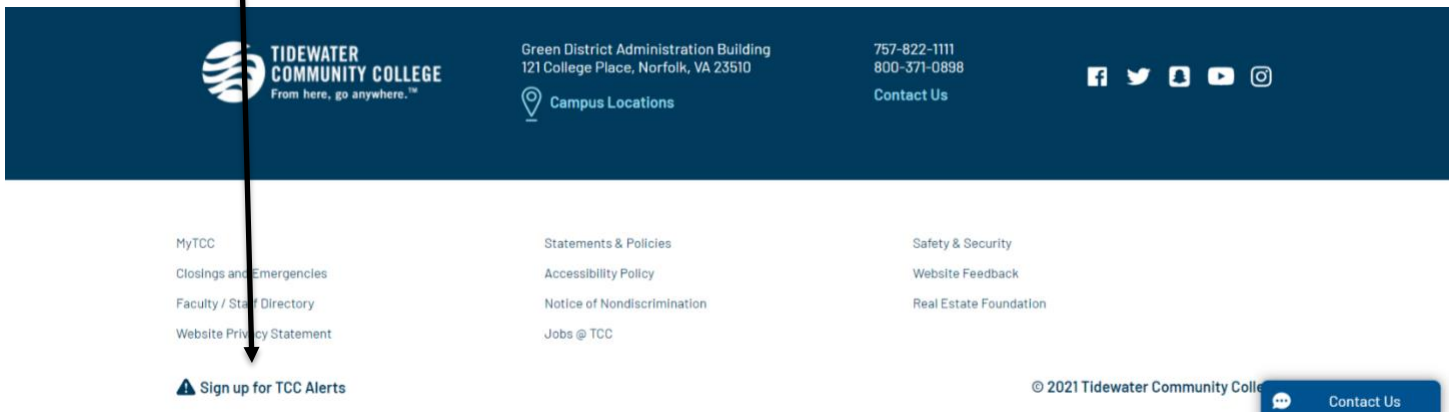 TIDEWATER
COMMUNITY COLLEGE
From here, go anywhere.™
Green District Administration Building
121 College Place, Norfolk, VA 23510
Campus Locations
757-822-1111
800-371-0898
Contact Us
MyTCC
Closings and Emergencies
Faculty / Staff Directory
Website Privacy Statement
Statements & Policies
Accessibility Policy
Notice of Nondiscrimination
Jobs @ TCC
Safety & Security
Website Feedback
Real Estate Foundation
Sign up for TCC Alerts
© 2021 Tidewater Community Colle
Contact Us